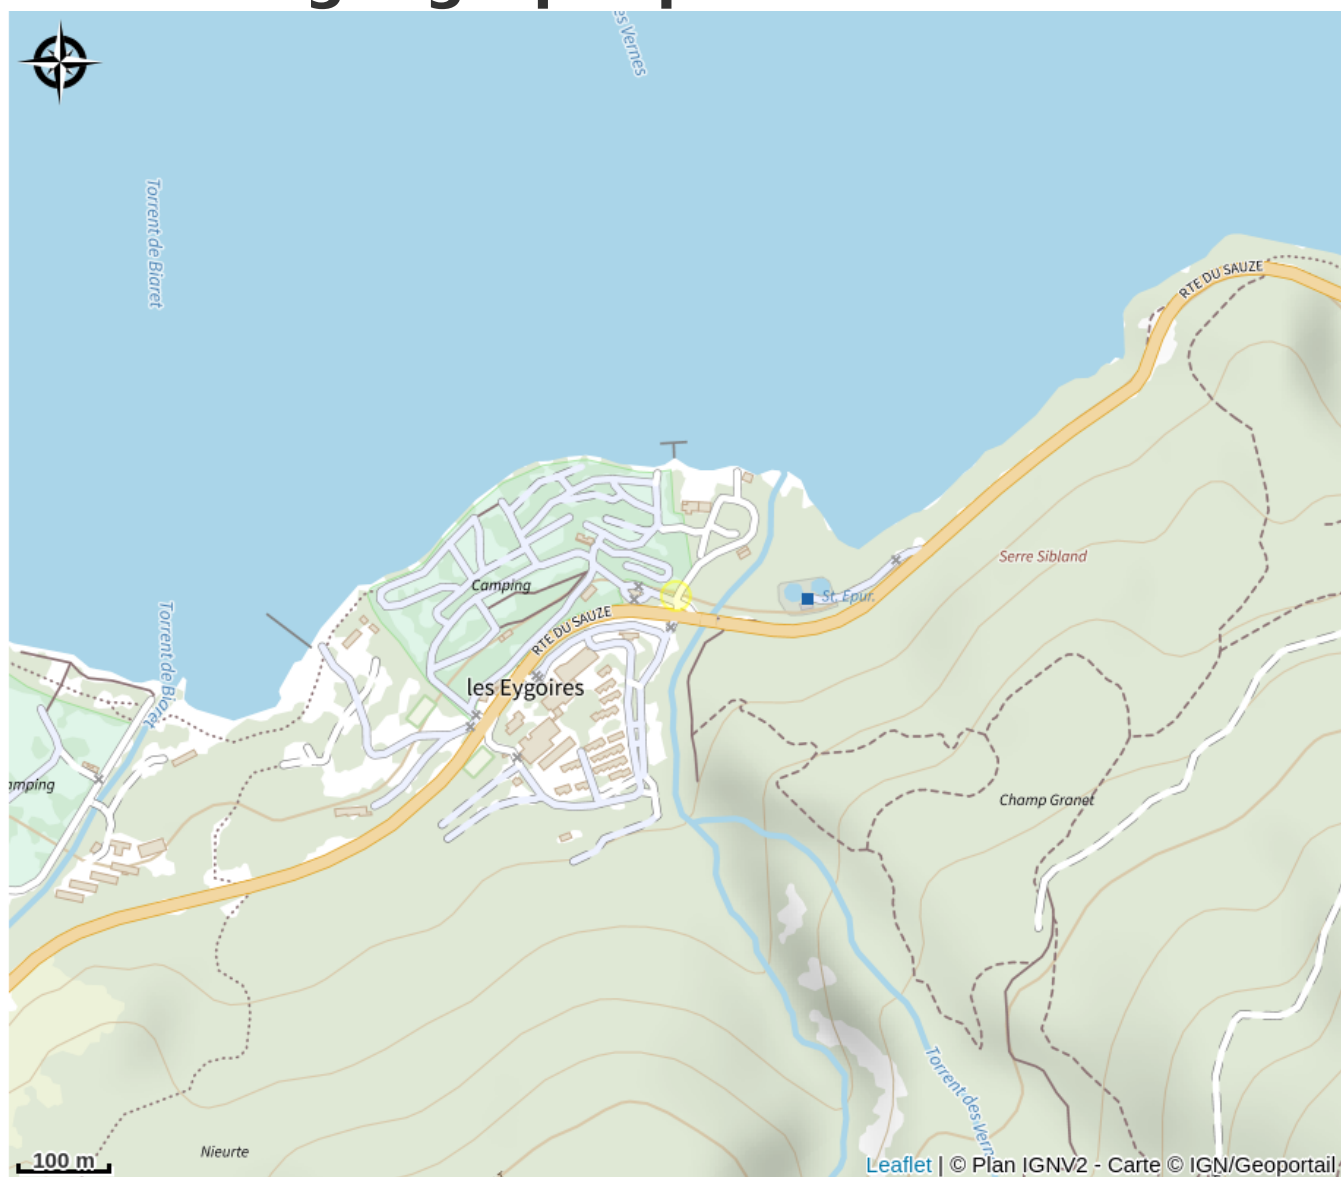 es Vernes
Torrent de Biaret
RTE DU SAUZE
Serre Sibland
Camping
St. Epur.
RTE DU SAUZE
Torrent de Biaret
les Eygoires
amping
Champ Granet
Torrent des Vern
Nieurte
100 m
Leaflet | © Plan IGNV2 - Carte © IGN/Geoportail